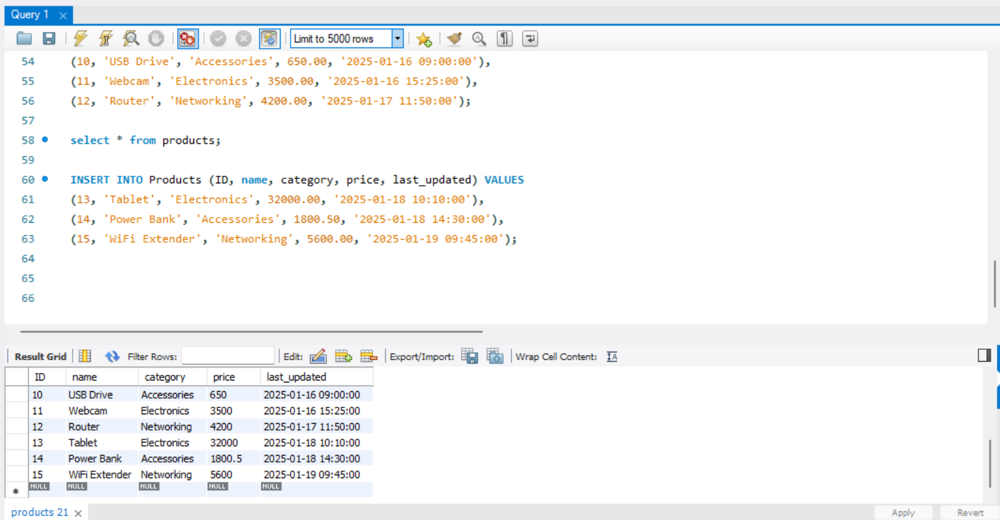 Query 1
Limit to 5000 rows
54 (10, 'USB Drive', 'Accessories', 650.00, '2025-01-16 09:00:00'),
55 (11, 'Webcam', 'Electronics', 3500.00, '2025-01-16 15:25:00'),
56 (12, 'Router', 'Networking', 4200.00, '2025-01-17 11:50:00');
57
58 select * from products;
59
60 INSERT INTO Products (ID, name, category, price, last_updated) VALUES
61 (13, 'Tablet', 'Electronics', 32000.00, '2025-01-18 10:10:00'),
62 (14, 'Power Bank', 'Accessories', 1800.50, '2025-01-18 14:30:00'),
63 (15, 'WiFi Extender', 'Networking', 5600.00, '2025-01-19 09:45:00');
64
65
66
Result Grid Filter Rows: Edit: Export/Import: Wrap Cell Content:
ID name category price last_updated
10 USB Drive Accessories 650 2025-01-16 09:00:00
11 Webcam Electronics 3500 2025-01-16 15:25:00
12 Router Networking 4200 2025-01-17 11:50:00
13 Tablet Electronics 32000 2025-01-18 10:10:00
14 Power Bank Accessories 1800.5 2025-01-18 14:30:00
15 WiFi Extender Networking 5600 2025-01-19 09:45:00
NULL NULL NULL NULL NULL
products 21 Apply Revert